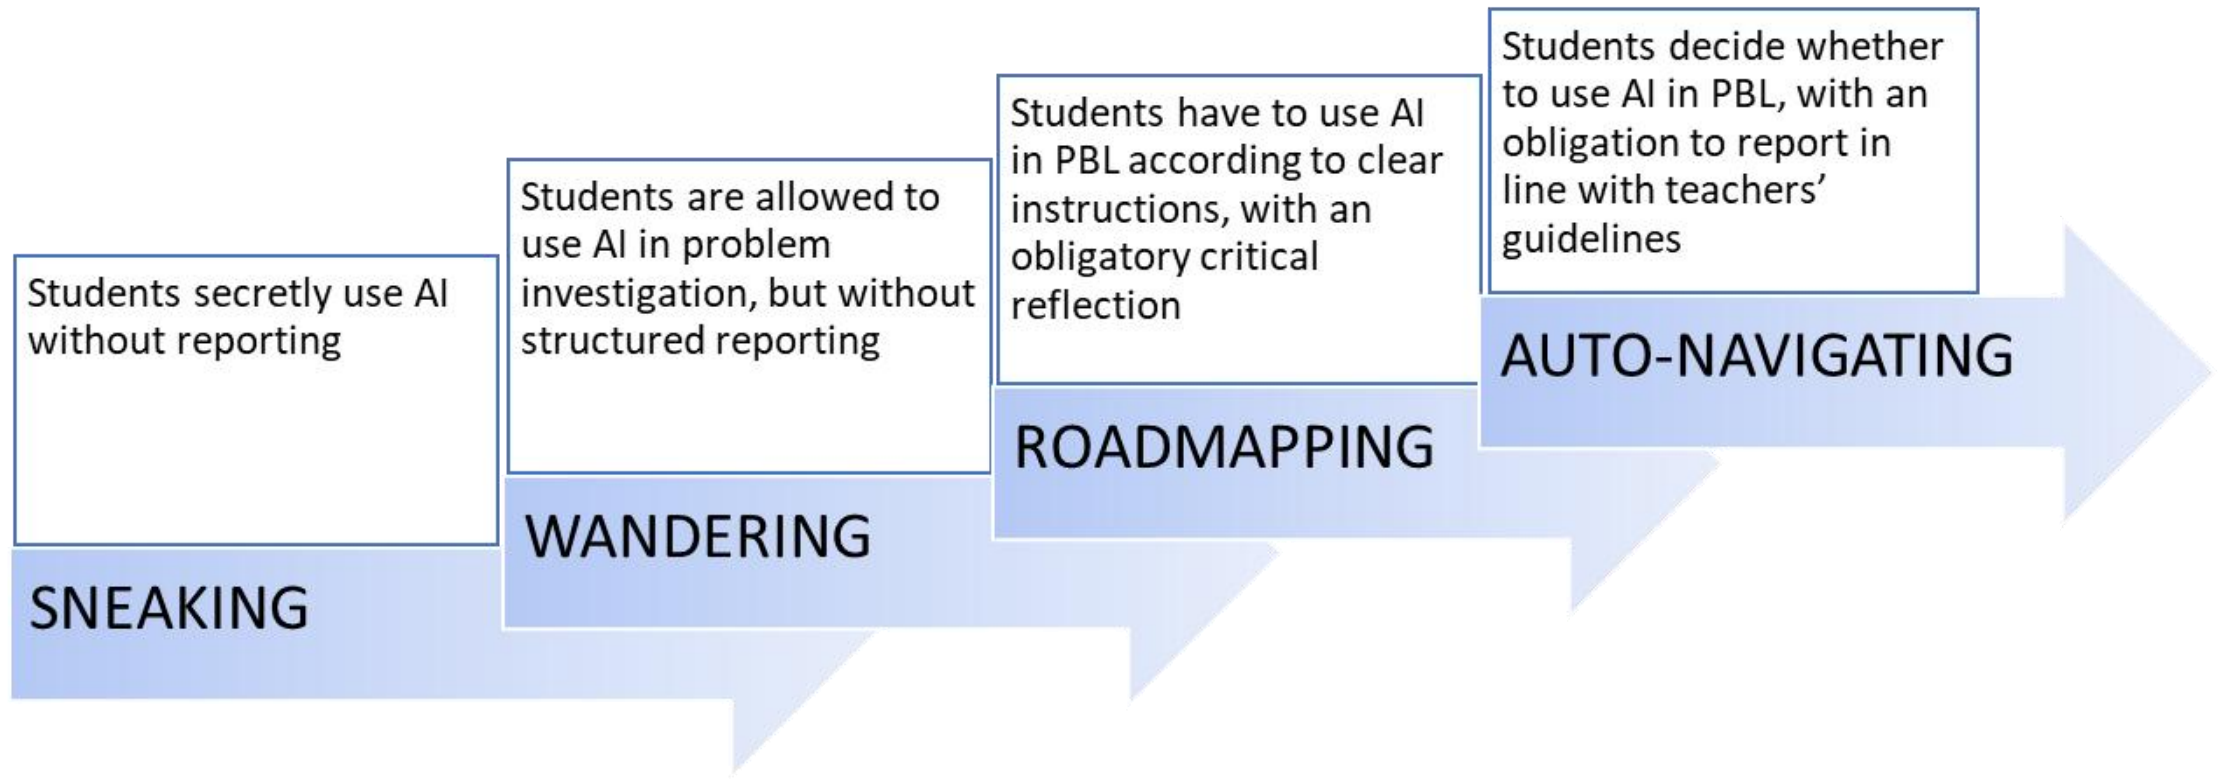 Students secretly use AI
without reporting
SNEAKING
Students are allowed to
use AI in problem
investigation, but without
structured reporting
WANDERING
Students have to use AI
in PBL according to clear
instructions, with an
obligatory critical
reflection
ROADMAPPING
Students decide whether
to use AI in PBL, with an
obligation to report in
line with teachers’
guidelines
AUTO-NAVIGATING